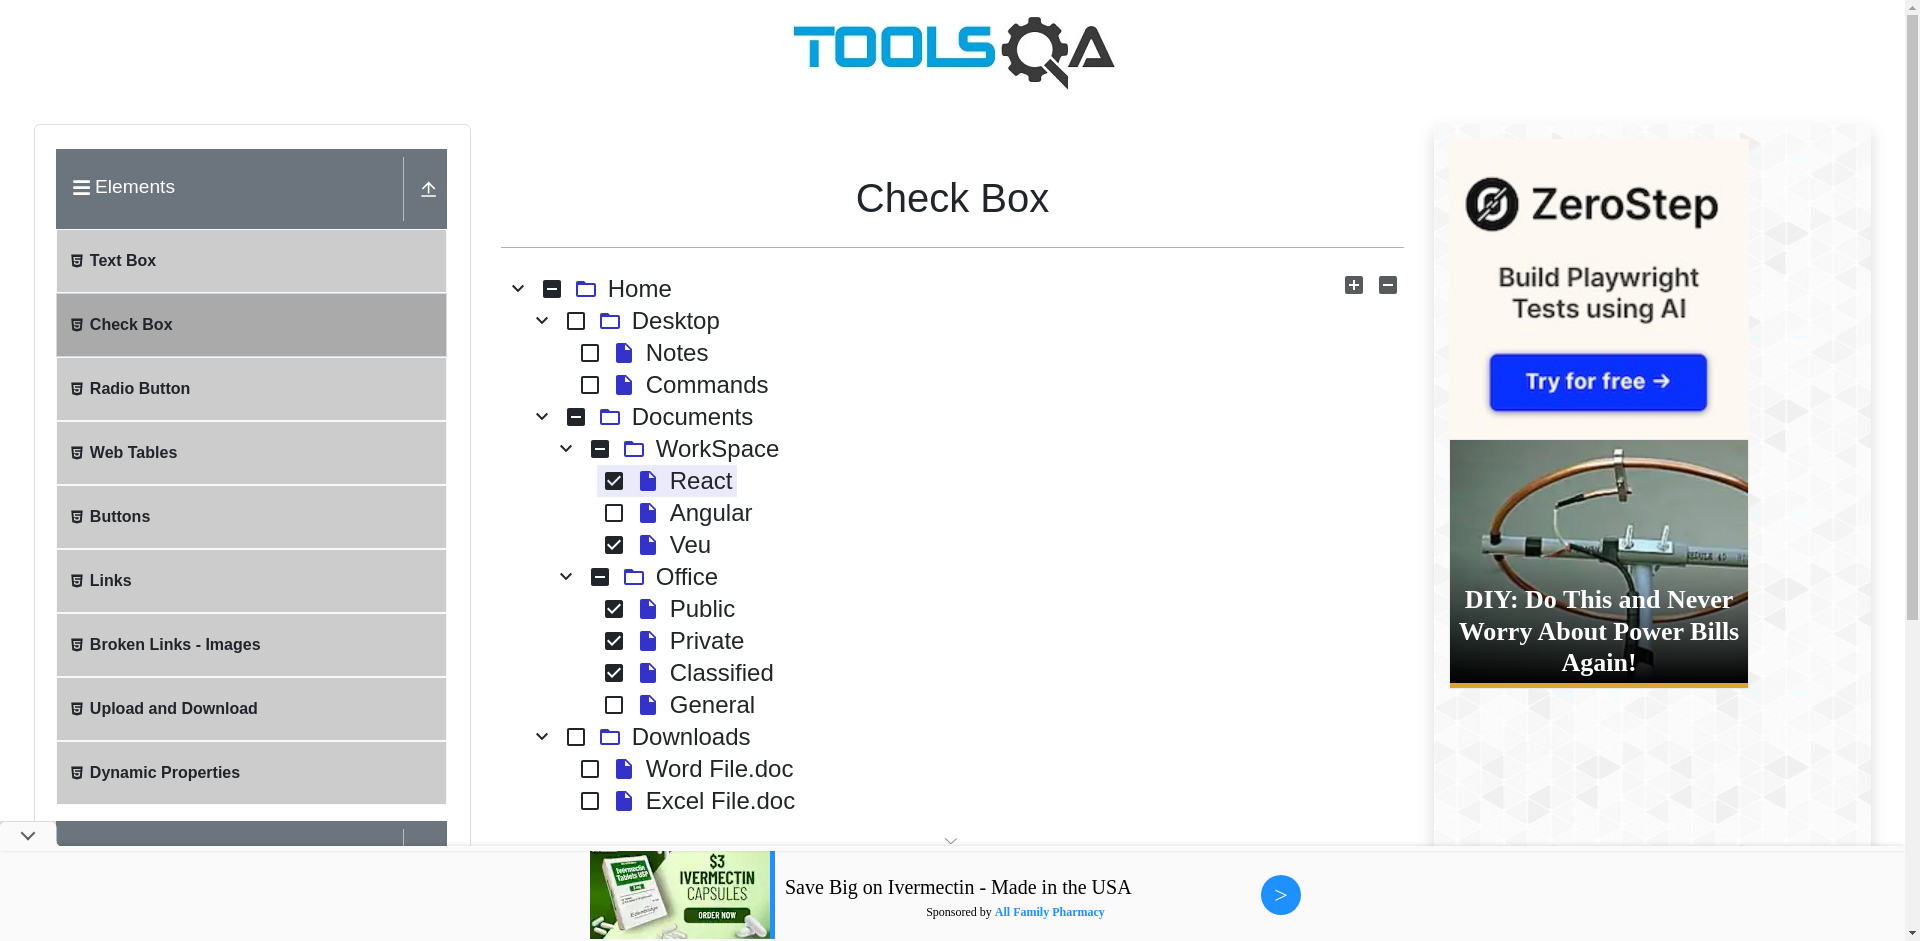 TOOLSQA
Elements
Text Box
Check Box
Radio Button
Web Tables
Buttons
Links
Broken Links - Images
Upload and Download
Dynamic Properties
Check Box
Home
Desktop
Notes
Commands
Documents
WorkSpace
React
Angular
Veu
Office
Public
Private
Classified
General
Downloads
Word File.doc
Excel File.doc
ZeroStep
Build Playwright
Tests using AI
Try for free →
DIY: Do This and Never
Worry About Power Bills
Again!
$3
IVERMECTIN
CAPSULES
ORDER NOW
Save Big on Ivermectin - Made in the USA
Sponsored by All Family Pharmacy
>